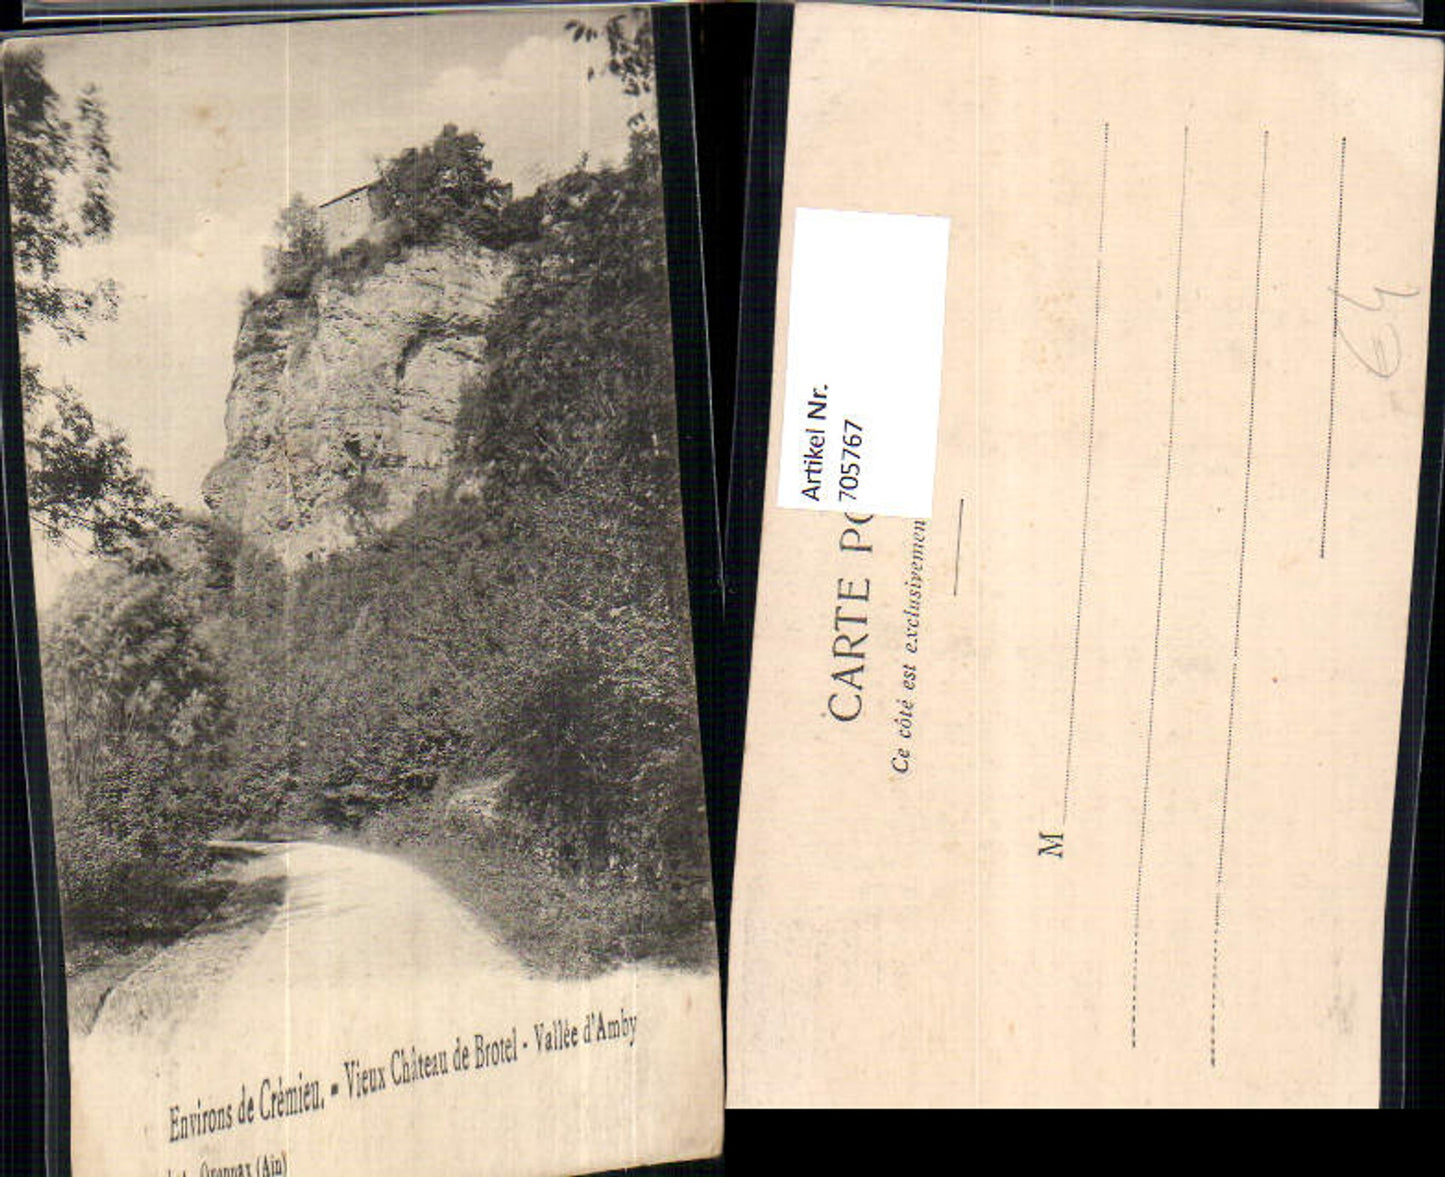 Environs de Crémieu. - Vieux Château de Brotel - Vallée d'Amby
Oyonnax (Ain)
Artikel Nr.
705767
CARTE PO
Ce côté est exclusivemen
M